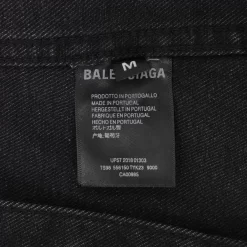 M
BALENCIAGA
PRODOTTO IN PORTOGALLO
MADE IN PORTUGAL
HERGESTELLT IN PORTUGAL
FABRIQUÉ EN PORTUGAL
HECHO EN PORTUGAL
ポルトガル製
产地: 葡萄牙